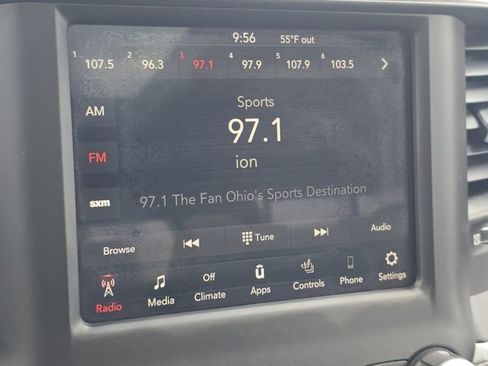 9:56 55°F out
1 107.5 2 96.3 3 97.1 4 97.9 5 107.9 6 103.5
Sports
AM
97.1
FM
ion
97.1 The Fan Ohio's Sports Destination
sxm
Browse Tune Audio
Off
Radio Media Climate Apps Controls Phone Settings